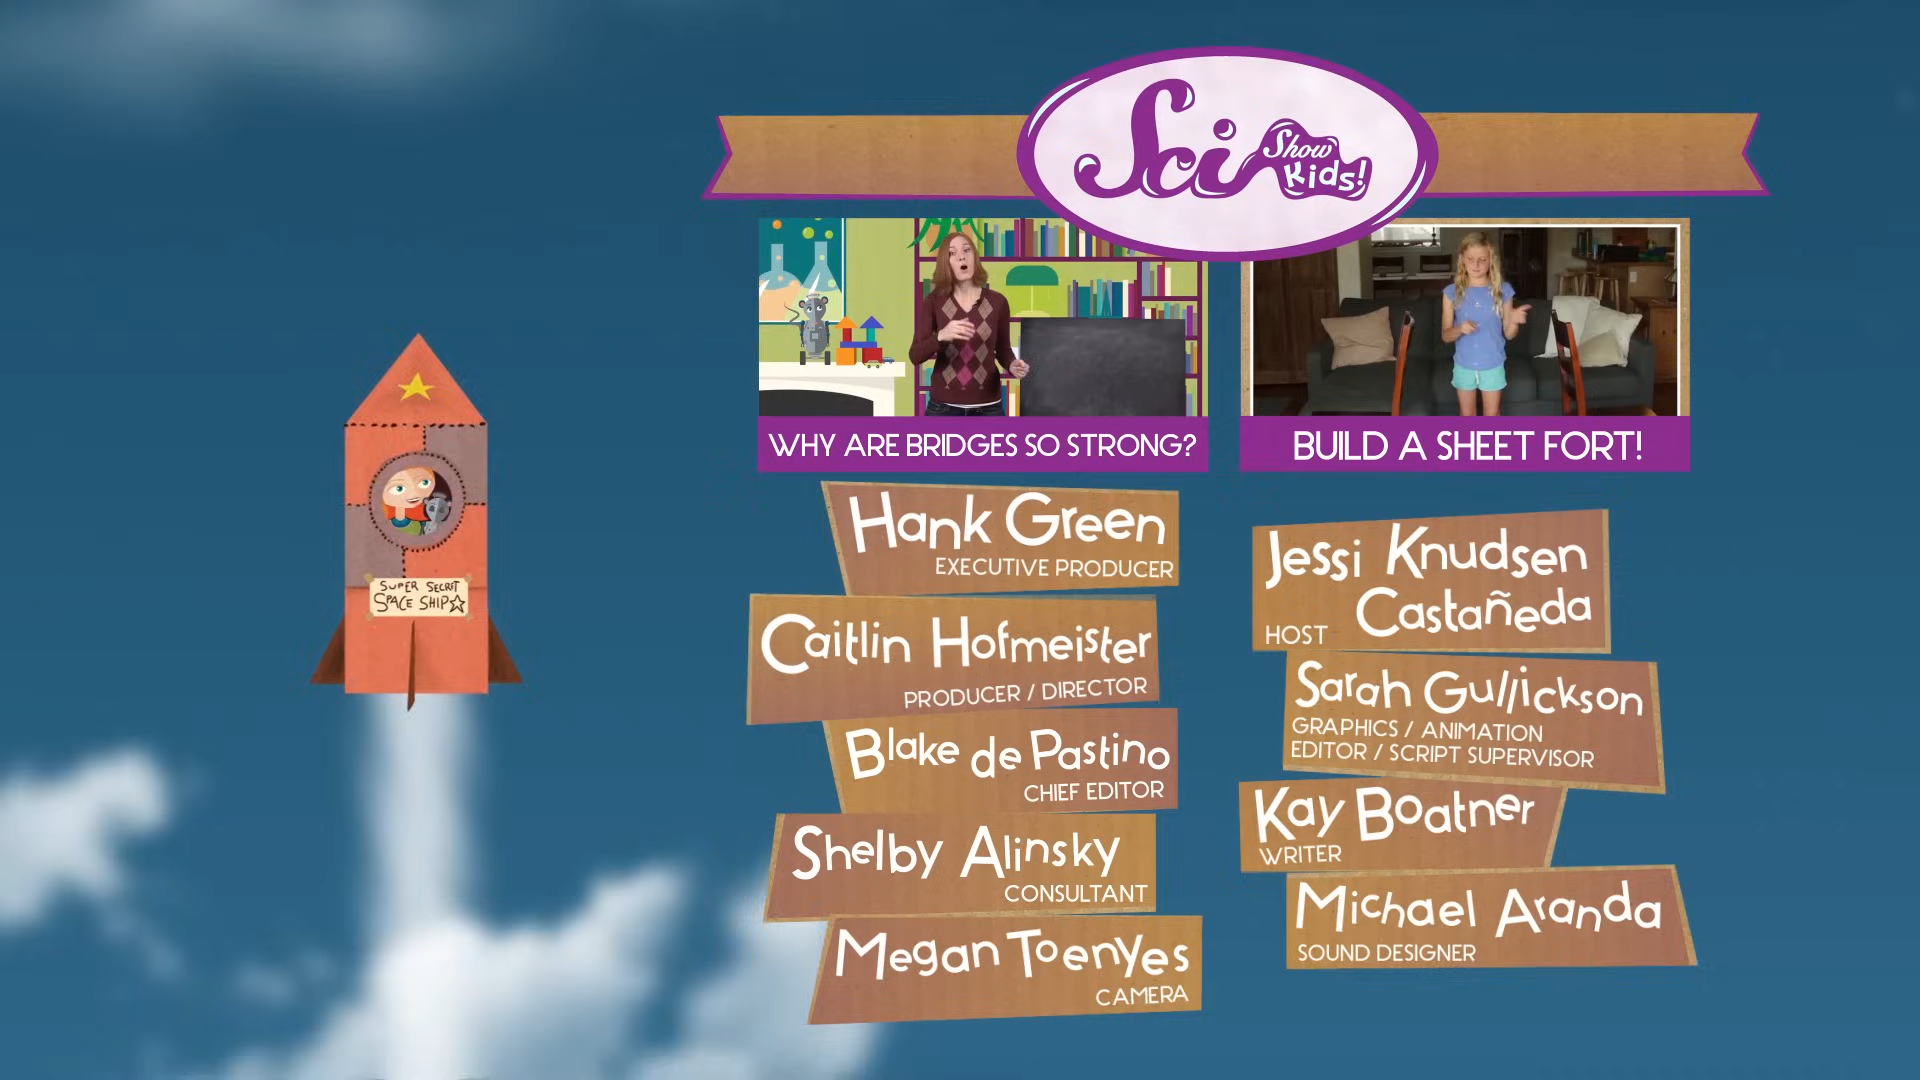 Sci
Show
Kids!
WHY ARE BRIDGES SO STRONG?
BUILD A SHEET FORT!
SUPER SECRET
SPACE SHIP
Hank Green
EXECUTIVE PRODUCER
Caitlin Hofmeister
PRODUCER / DIRECTOR
Blake de Pastino
CHIEF EDITOR
Shelby Alinsky
CONSULTANT
Megan Toenyes
CAMERA
Jessi Knudsen
Castañeda
HOST
Sarah Gullickson
GRAPHICS / ANIMATION
EDITOR / SCRIPT SUPERVISOR
Kay Boatner
WRITER
Michael Aranda
SOUND DESIGNER